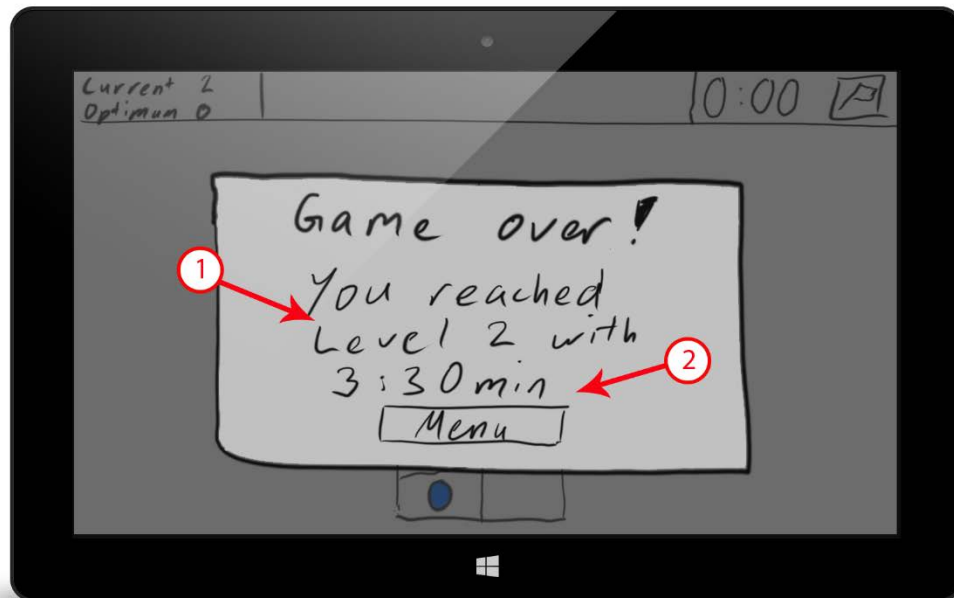 Current 2
Optimum 0
0:00
Game over!
1
You reached
Level 2 with
2
3:30min
Menu